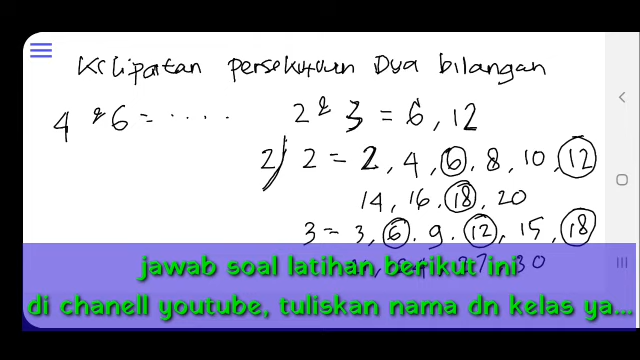 Kelipatan persekutuan Dua bilangan
4 & 6 = .....
2 & 3 = 6, 12
2) 2 = 2, 4, 6, 8, 10, 12
14, 16, 18, 20
3 = 3, 6, 9, 12, 15, 18
30
jawab soal latihan berikut ini
di chanell youtube, tuliskan nama dn kelas ya...